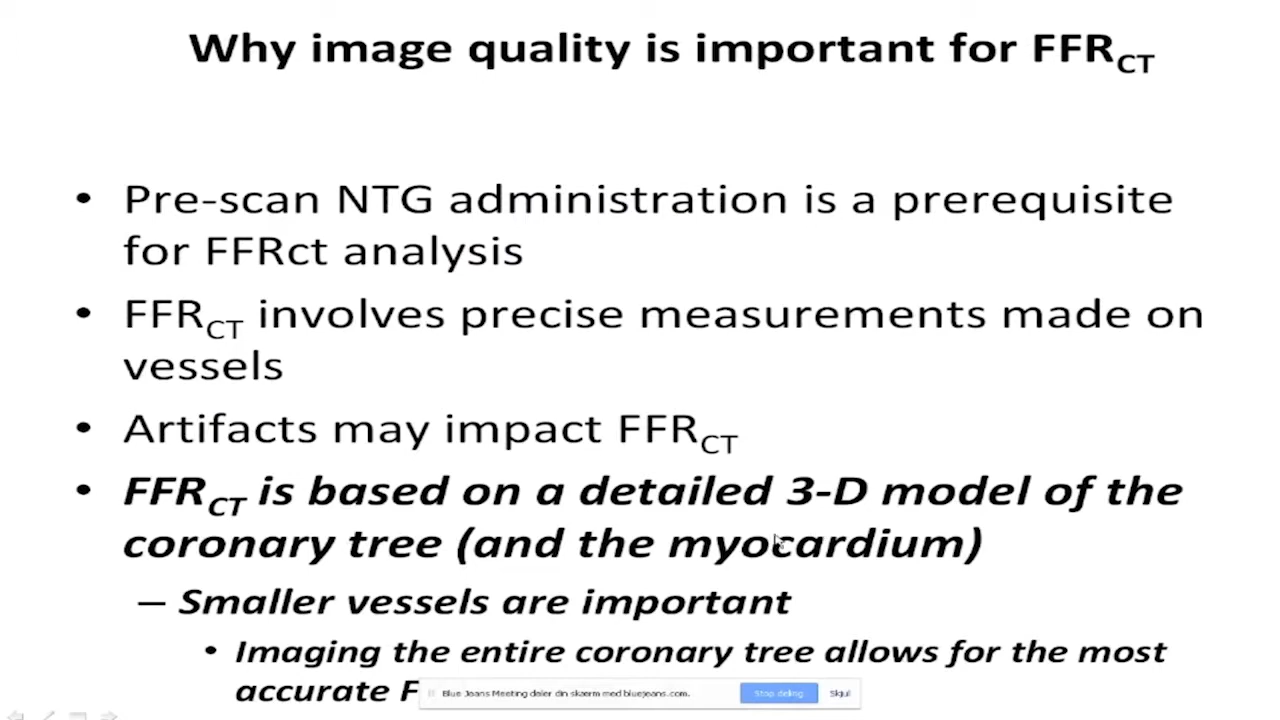 Why image quality is important for FFRCT
• Pre-scan NTG administration is a prerequisite
for FFRct analysis
• FFRCT involves precise measurements made on
vessels
• Artifacts may impact FFRCT
• FFRCT is based on a detailed 3-D model of the
coronary tree (and the myocardium)
– Smaller vessels are important
• Imaging the entire coronary tree allows for the most
accurate F
Blue Jeans Meeting deler din skærm med bluejeans.com.
Stop deling
Skjul